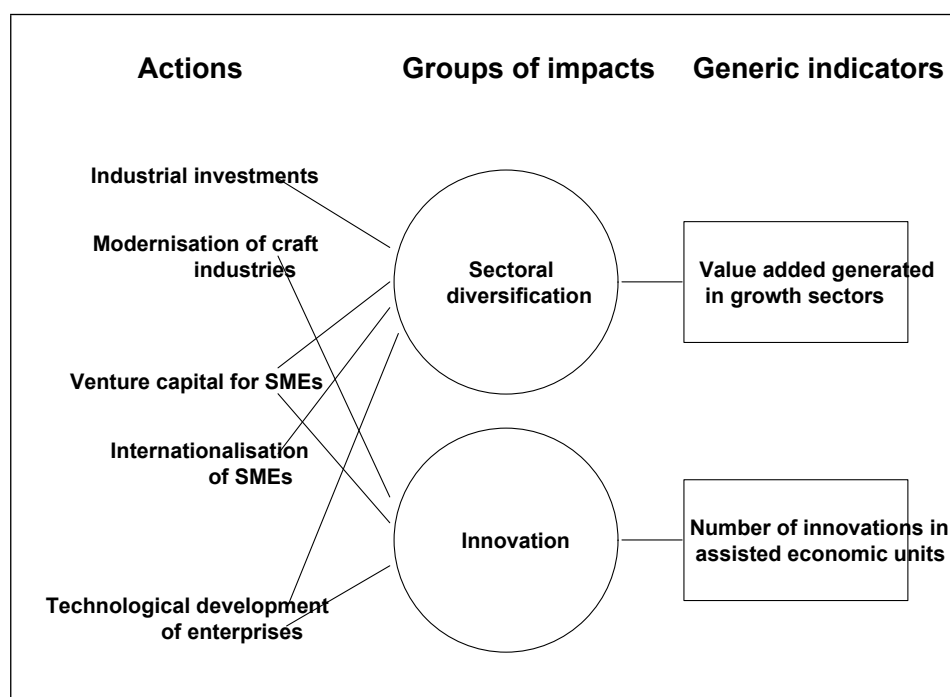 Actions
Groups of impacts
Generic indicators
Industrial investments
Modernisation of craft
industries
Venture capital for SMEs
Internationalisation
of SMEs
Technological development
of enterprises
Sectoral
diversification
Innovation
Value added generated
in growth sectors
Number of innovations in
assisted economic units